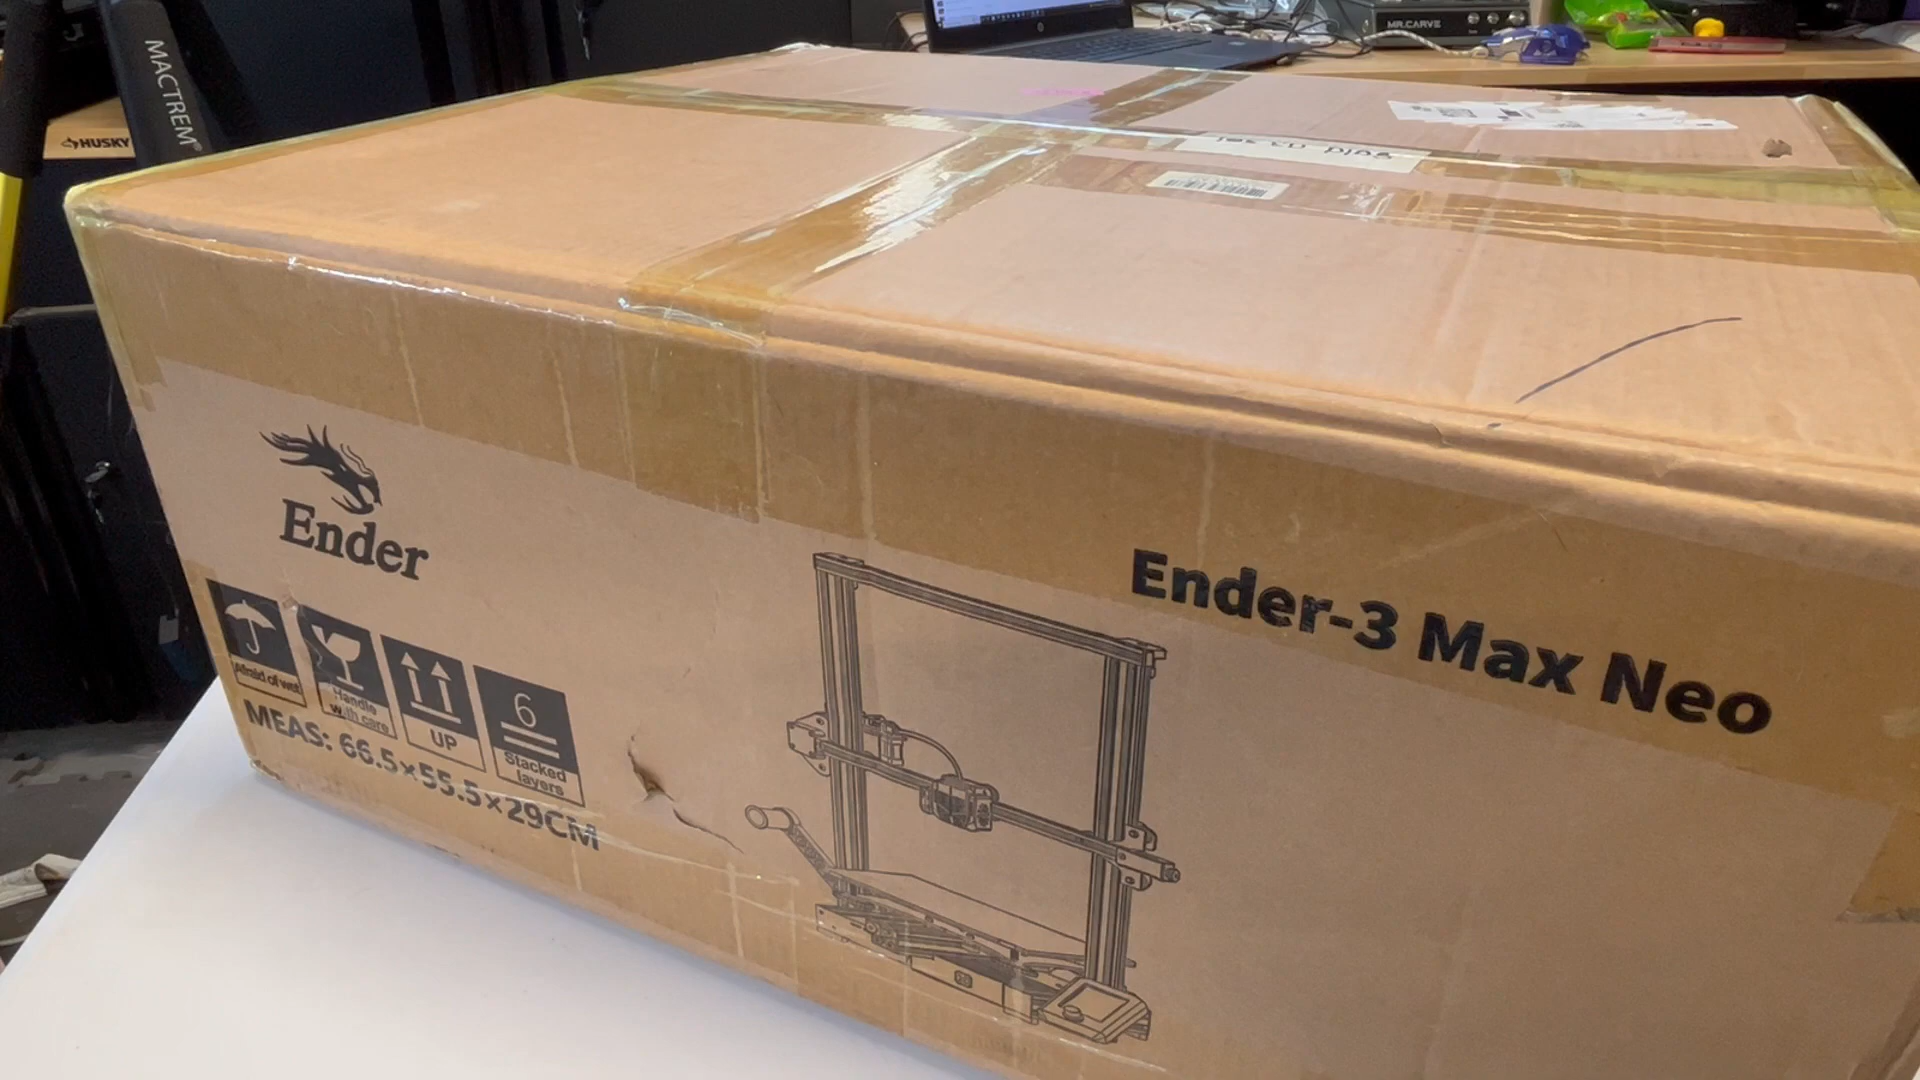 MACTREM
HUSKY
MR.CARVE
Ender
Afraid of wet
Handle
with care
UP
6
Stacked
layers
MEAS: 66.5×55.5×29CM
Ender-3 Max Neo